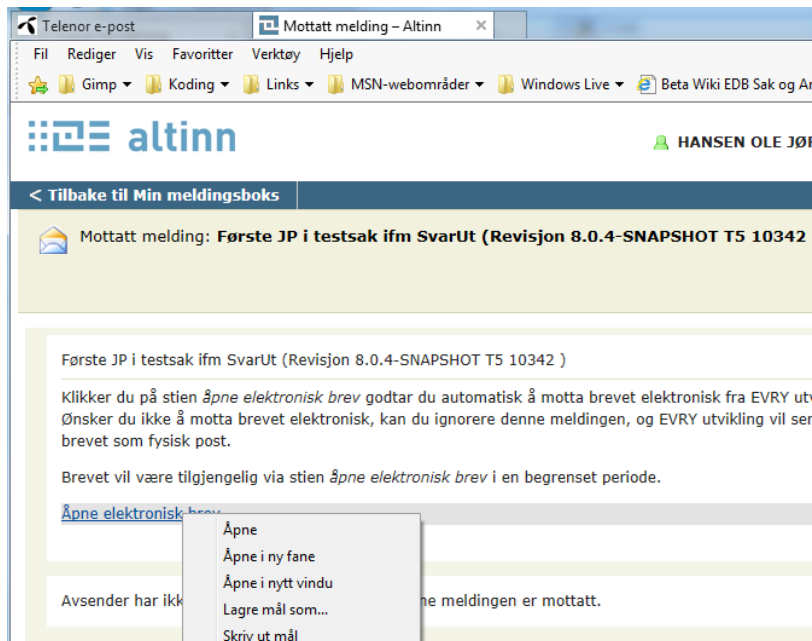 Telenor e-post
Mottatt melding – Altinn
Fil Rediger Vis Favoritter Verktøy Hjelp
Gimp Koding Links MSN-webområder Windows Live Beta Wiki EDB Sak og
altinn
HANSEN OLE
< Tilbake til Min meldingsboks
Mottatt melding: Første JP i testsak ifm SvarUt (Revisjon 8.0.4-SNAPSHOT T5 10342
Første JP i testsak ifm SvarUt (Revisjon 8.0.4-SNAPSHOT T5 10342 )
Klikker du på stien åpne elektronisk brev godtar du automatisk å motta brevet elektronisk fra EVRY
Ønsker du ikke å motta brevet elektronisk, kan du ignorere denne meldingen, og EVRY utvikling vil
brevet som fysisk post.
Brevet vil være tilgjengelig via stien åpne elektronisk brev i en begrenset periode.
Åpne elektronisk brev
Åpne
Åpne i ny fane
Åpne i nytt vindu
Avsender har meldingen er mottatt.
Lagre mål som...
Skriv ut mål